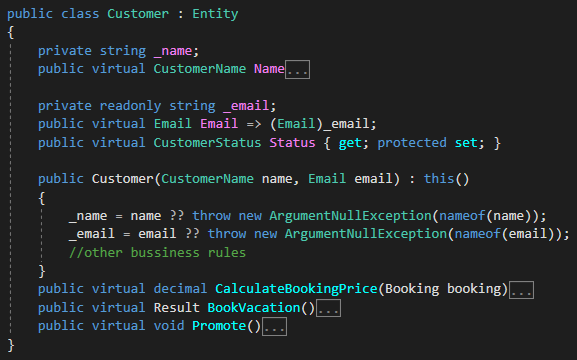 public class Customer : Entity
{
private string _name;
public virtual CustomerName Name...
private readonly string _email;
public virtual Email Email => (Email)_email;
public virtual CustomerStatus Status { get; protected set; }
public Customer(CustomerName name, Email email) : this()
{
_name = name ?? throw new ArgumentNullException(nameof(name));
_email = email ?? throw new ArgumentNullException(nameof(email));
//other bussiness rules
}
public virtual decimal CalculateBookingPrice(Booking booking)...
public virtual Result BookVacation()...
public virtual void Promote()...
}